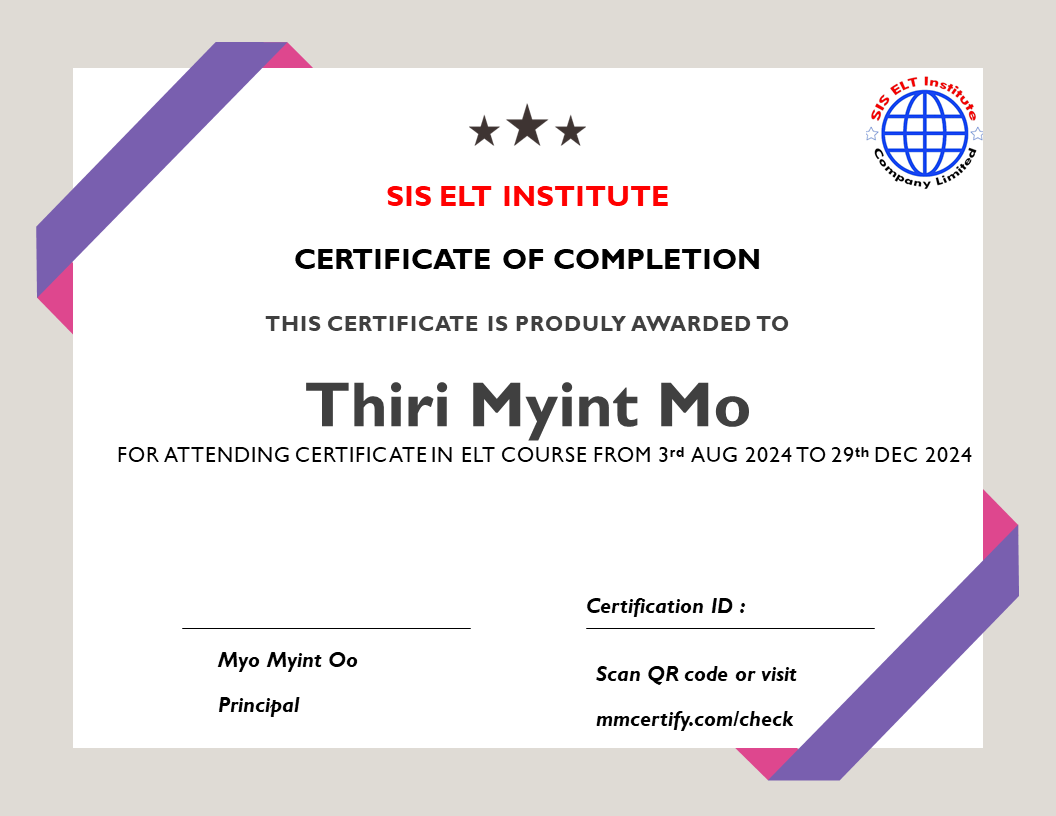 SIS ELT Institute
Company Limited
SIS ELT INSTITUTE
CERTIFICATE OF COMPLETION
THIS CERTIFICATE IS PRODULY AWARDED TO
Thiri Myint Mo
FOR ATTENDING CERTIFICATE IN ELT COURSE FROM 3rd AUG 2024 TO 29th DEC 2024
Certification ID :
Myo Myint Oo
Principal
Scan QR code or visit
mmcertify.com/check